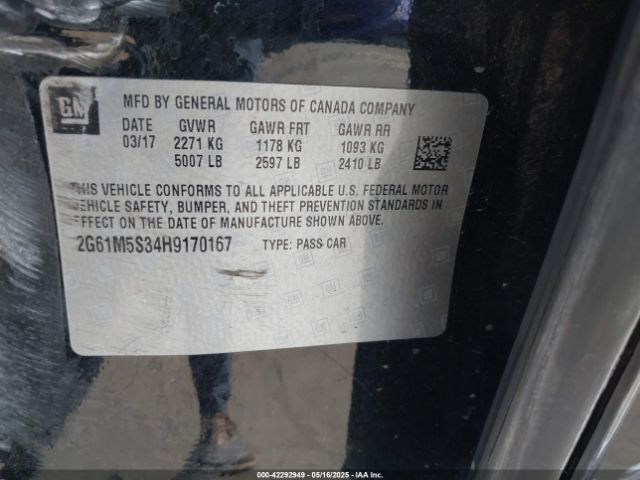 GM
MFD BY GENERAL MOTORS OF CANADA COMPANY
DATE GVWR GAWR FRT GAWR RR
03/17 2271 KG 1178 KG 1093 KG
5007 LB 2597 LB 2410 LB
THIS VEHICLE CONFORMS TO ALL APPLICABLE U.S. FEDERAL MOTOR
VEHICLE SAFETY, BUMPER, AND THEFT PREVENTION STANDARDS IN
EFFECT ON THE DATE OF MANUFACTURE SHOWN ABOVE.
2G61M5S34H9170167 TYPE: PASS CAR
000-42292949 - 05/16/2025 - IAA Inc.